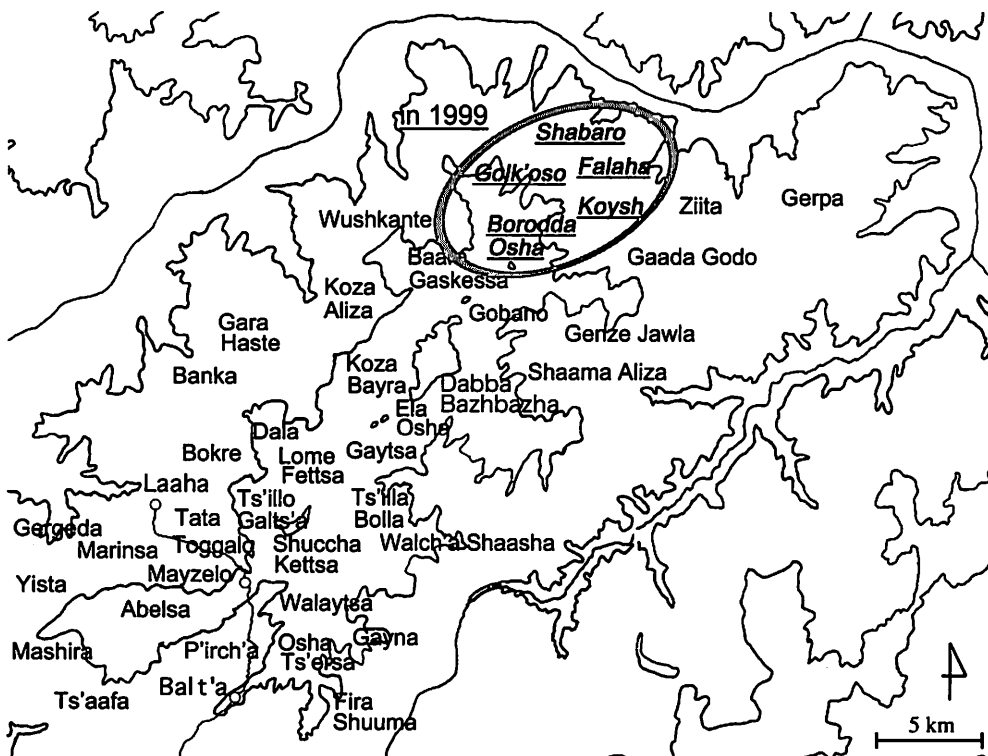 in 1999
Shabaro
Golk'oso
Falaha
Koysh
Borodda
Osha
Wushkante
Ziita
Gerpa
Baaka
Gaskessa
Gaada Godo
Koza
Aliza
Gobano
Genze Jawla
Gara
Haste
Banka
Koza
Bayra
Shaama Aliza
Dabba
Bazhbazha
Ela
Osha
Dala
Bokre
Lome
Fettsa
Gaytsa
Laaha
Ts'illo
Galts'a
Ts'illa
Bolla
Gergeda
Tata
Marinsa
Toggalo
Shuccha
Kettsa
Walch'a
Shaasha
Yista
Mayzelo
Abelsa
Walaytsa
Mashira
P'irch'a
Osha
Ts'ersa
Gayna
Ts'aafa
Balt'a
Fira
Shuuma
5 km